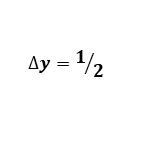 Δy = 1/2